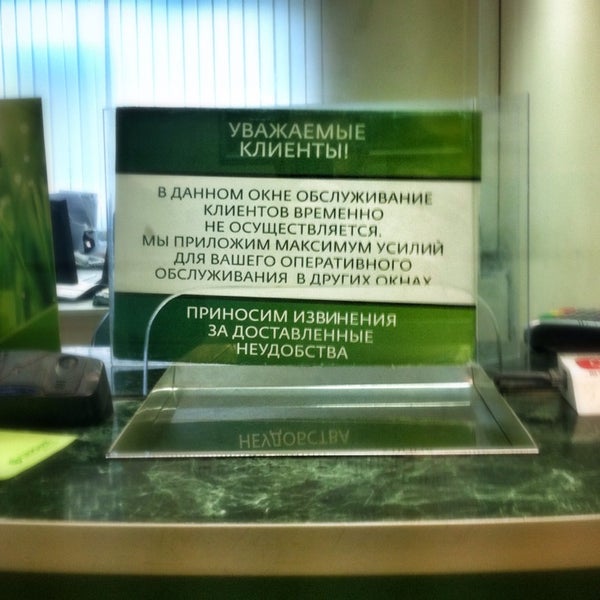 УВАЖАЕМЫЕ
КЛИЕНТЫ!
В ДАННОМ ОКНЕ ОБСЛУЖИВАНИЕ
КЛИЕНТОВ ВРЕМЕННО
НЕ ОСУЩЕСТВЛЯЕТСЯ.
МЫ ПРИЛОЖИМ МАКСИМУМ УСИЛИЙ
ДЛЯ ВАШЕГО ОПЕРАТИВНОГО
ОБСЛУЖИВАНИЯ В ДРУГИХ ОКНАХ
ПРИНОСИМ ИЗВИНЕНИЯ
ЗА ДОСТАВЛЕННЫЕ
НЕУДОБСТВА